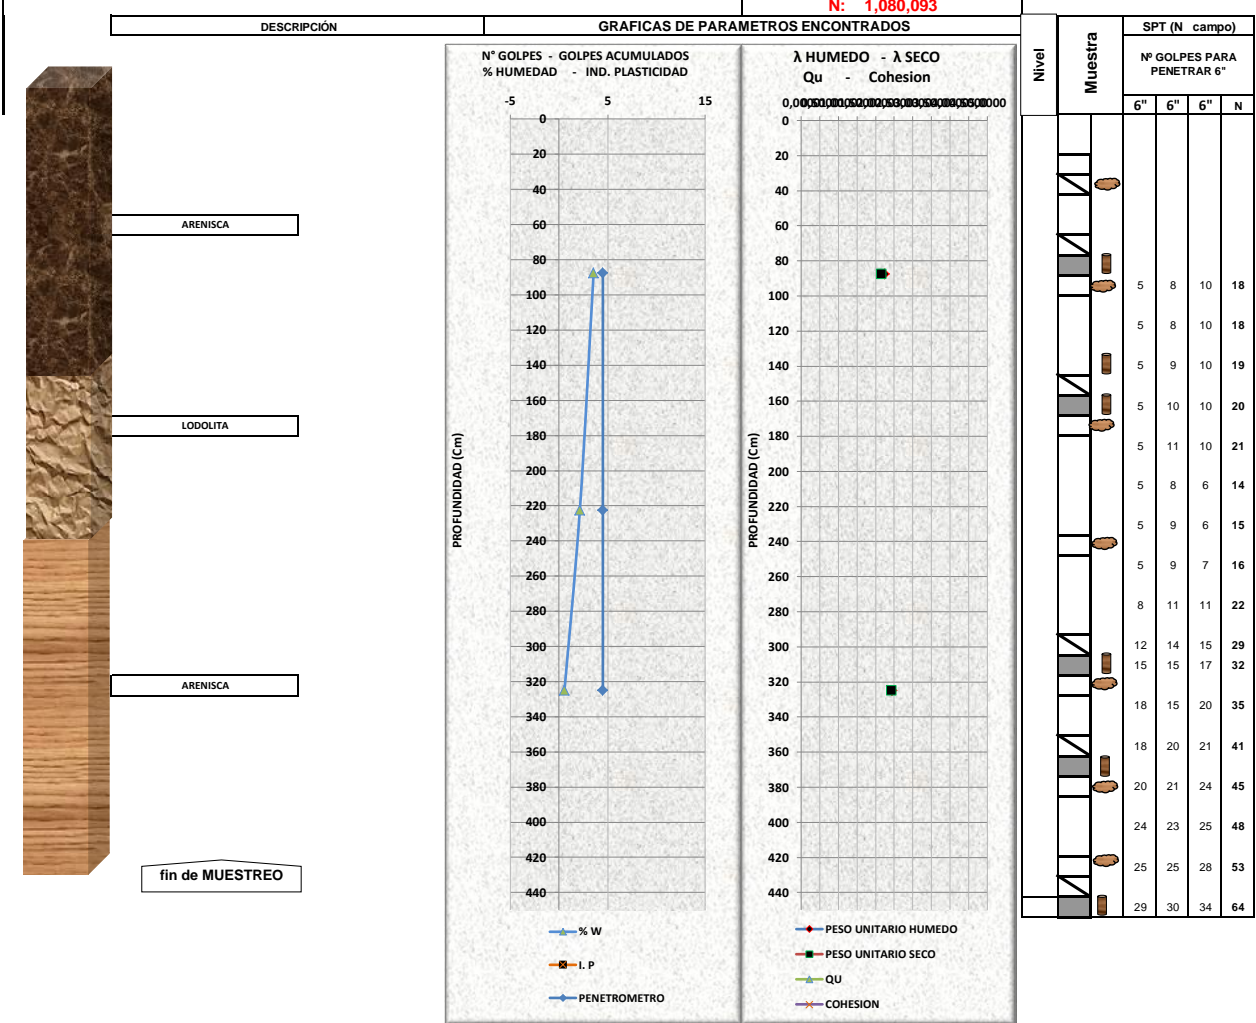 N: 1,080,093
DESCRIPCIÓN
GRAFICAS DE PARAMETROS ENCONTRADOS
Nivel
Muestra
SPT (N campo)
Nº GOLPES PARA
PENETRAR 6"
6" 6" 6" N
N° GOLPES - GOLPES ACUMULADOS
% HUMEDAD - IND. PLASTICIDAD
-5 5 15
0
20
40
60
80
100
120
140
160
180
200
220
240
260
280
300
320
340
360
380
400
420
440
PROFUNDIDAD (Cm)
% W
I. P
PENETROMETRO
λ HUMEDO - λ SECO
Qu - Cohesion
0
20
40
60
80
100
120
140
160
180
200
220
240
260
280
300
320
340
360
380
400
420
440
PROFUNDIDAD (Cm)
PESO UNITARIO HUMEDO
PESO UNITARIO SECO
QU
COHESION
ARENISCA
LODOLITA
ARENISCA
fin de MUESTREO
5 8 10 18
5 8 10 18
5 9 10 19
5 10 10 20
5 11 10 21
5 8 6 14
5 9 6 15
5 9 7 16
8 11 11 22
12 14 15 29
15 15 17 32
18 15 20 35
18 20 21 41
20 21 24 45
24 23 25 48
25 25 28 53
29 30 34 64